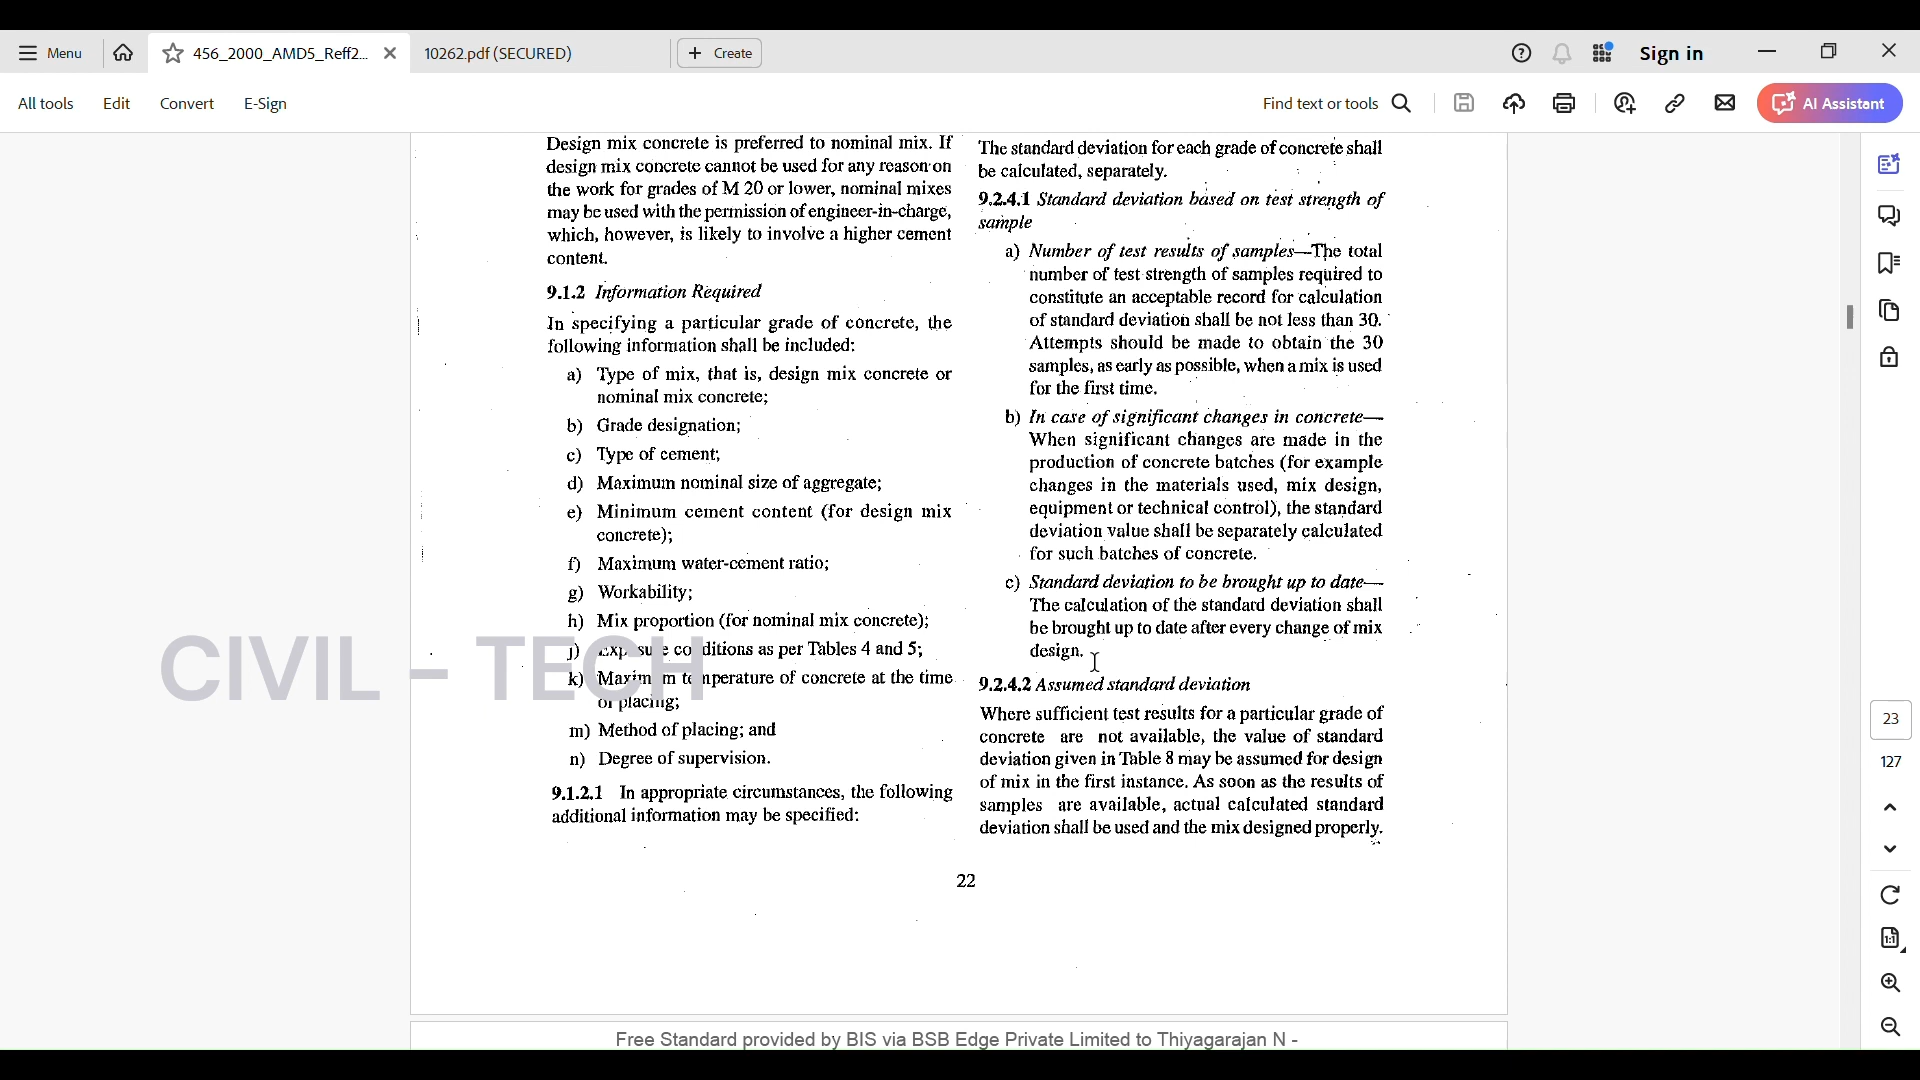 Menu
456_2000_AMD5_Reff2...
10262.pdf (SECURED)
Create
Sign in
All tools
Edit
Convert
E-Sign
Find text or tools
AI Assistant
Design mix concrete is preferred to nominal mix. If
design mix concrete cannot be used for any reason on
the work for grades of M 20 or lower, nominal mixes
may be used with the permission of engineer-in-charge,
which, however, is likely to involve a higher cement
content.
9.1.2 Information Required
In specifying a particular grade of concrete, the
following information shall be included:
a) Type of mix, that is, design mix concrete or
nominal mix concrete;
b) Grade designation;
c) Type of cement;
d) Maximum nominal size of aggregate;
e) Minimum cement content (for design mix
concrete);
f) Maximum water-cement ratio;
g) Workability;
h) Mix proportion (for nominal mix concrete);
j) Exposure conditions as per Tables 4 and 5;
k) Maximum temperature of concrete at the time
of placing;
m) Method of placing; and
n) Degree of supervision.
9.1.2.1 In appropriate circumstances, the following
additional information may be specified:
The standard deviation for each grade of concrete shall
be calculated, separately.
9.2.4.1 Standard deviation based on test strength of
sample
a) Number of test results of samples—The total
number of test strength of samples required to
constitute an acceptable record for calculation
of standard deviation shall be not less than 30.
Attempts should be made to obtain the 30
samples, as early as possible, when a mix is used
for the first time.
b) In case of significant changes in concrete—
When significant changes are made in the
production of concrete batches (for example
changes in the materials used, mix design,
equipment or technical control), the standard
deviation value shall be separately calculated
for such batches of concrete.
c) Standard deviation to be brought up to date—
The calculation of the standard deviation shall
be brought up to date after every change of mix
design.
9.2.4.2 Assumed standard deviation
Where sufficient test results for a particular grade of
concrete are not available, the value of standard
deviation given in Table 8 may be assumed for design
of mix in the first instance. As soon as the results of
samples are available, actual calculated standard
deviation shall be used and the mix designed properly.
22
CIVIL – TECH
Free Standard provided by BIS via BSB Edge Private Limited to Thiyagarajan N -
23
127